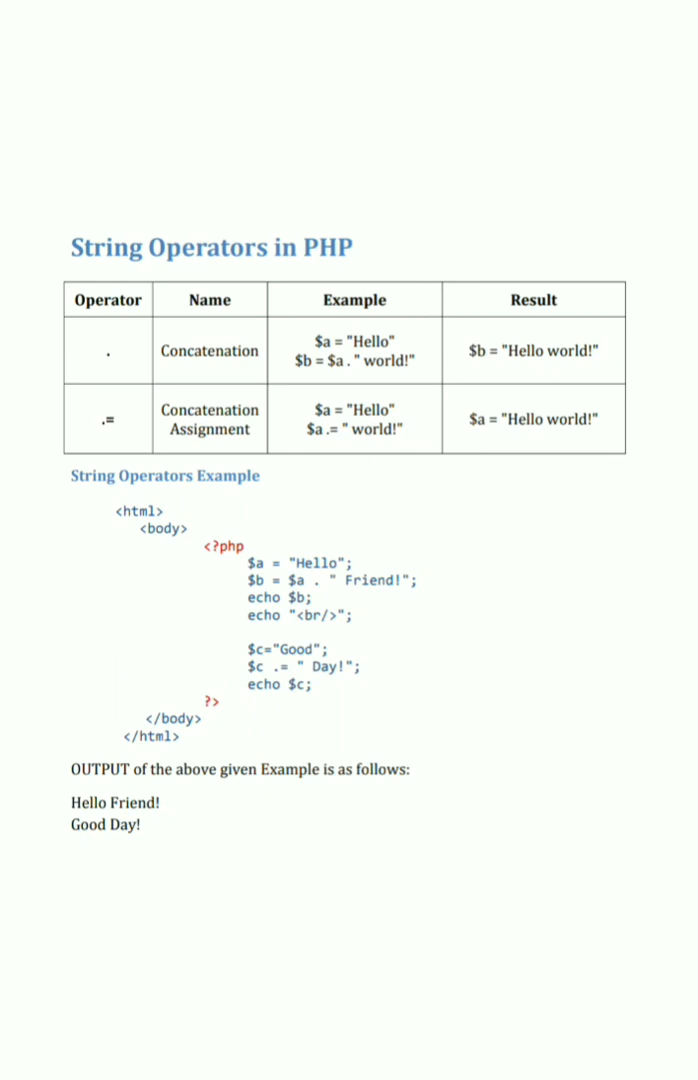 String Operators in PHP
Operator Name Example Result
. Concatenation $a = "Hello" $b = "Hello world!"
$b = $a . " world!"
.= Concatenation Assignment $a = "Hello" $a = "Hello world!"
$a .= " world!"
String Operators Example
<html>
<body>
<?php
$a = "Hello";
$b = $a . " Friend!";
echo $b;
echo "<br/>";
$c="Good";
$c .= " Day!";
echo $c;
?>
</body>
</html>
OUTPUT of the above given Example is as follows:
Hello Friend!
Good Day!